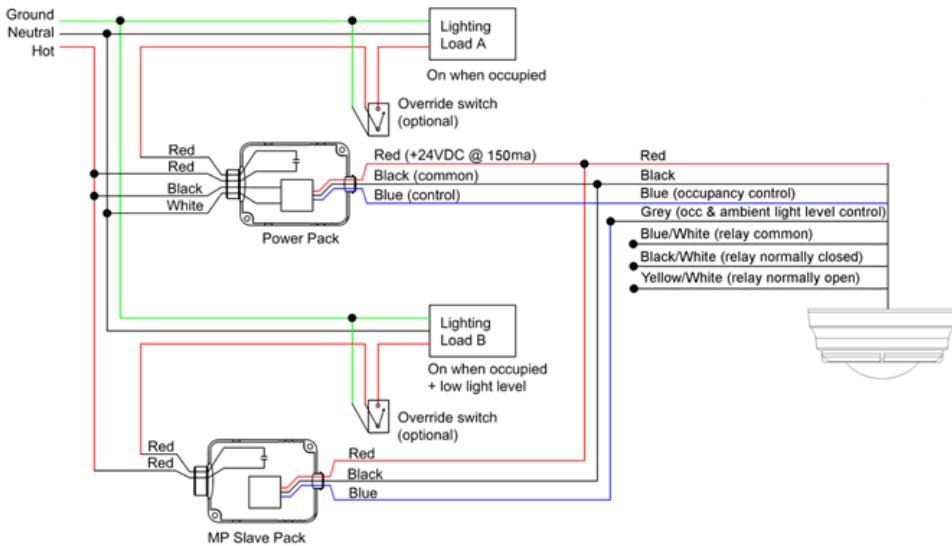 Ground
Neutral
Hot
Lighting
Load A
On when occupied
Override switch
(optional)
Red
Red
Black
White
Power Pack
Red (+24VDC @ 150ma)
Black (common)
Blue (control)
Red
Black
Blue (occupancy control)
Grey (occ & ambient light level control)
Blue/White (relay common)
Black/White (relay normally closed)
Yellow/White (relay normally open)
Lighting
Load B
On when occupied
+ low light level
Override switch
(optional)
Red
Red
Red
Black
Blue
MP Slave Pack